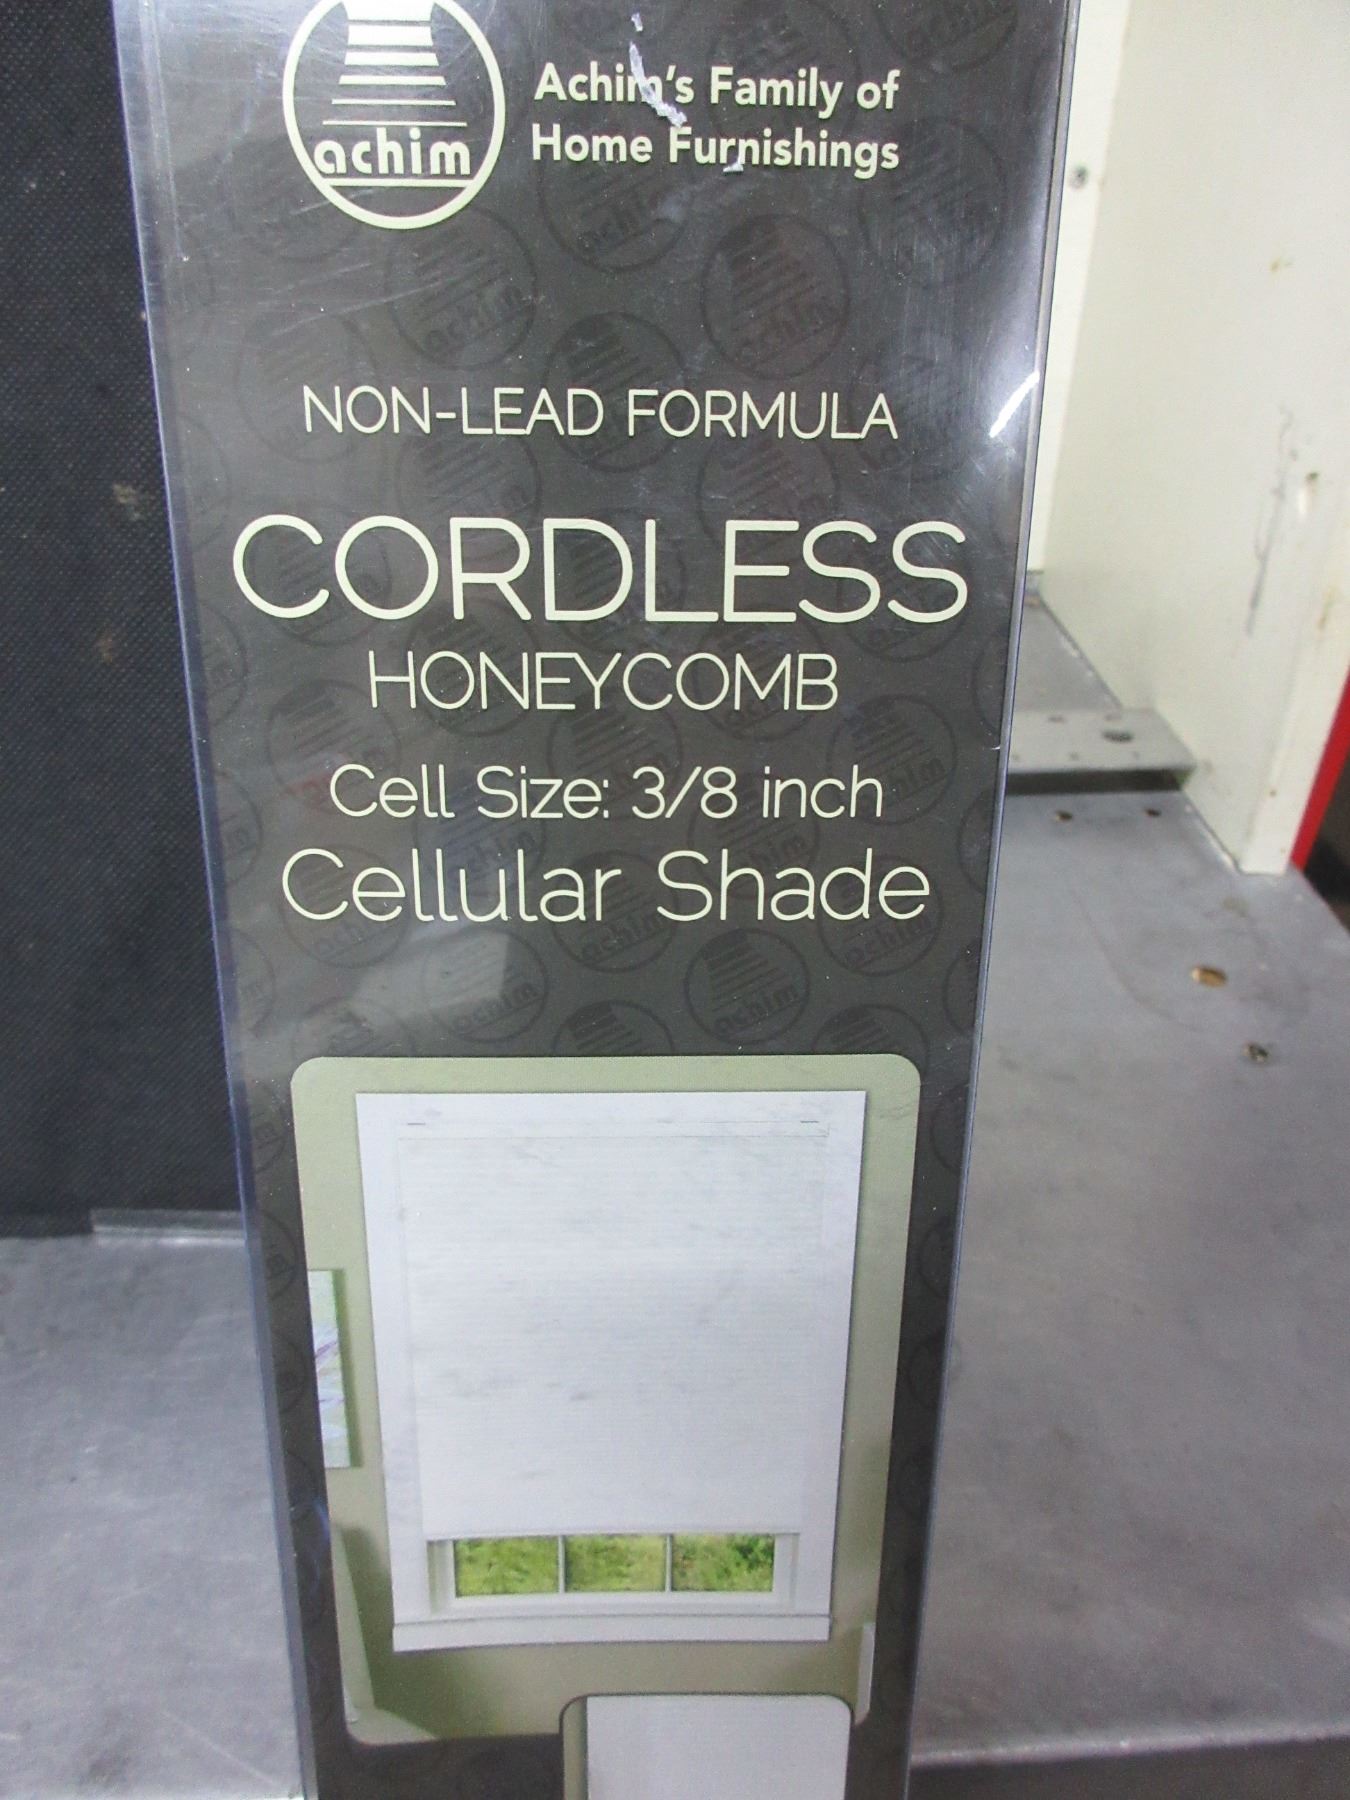 achim
Achim's Family of
Home Furnishings
NON-LEAD FORMULA
CORDLESS
HONEYCOMB
Cell Size: 3/8 inch
Cellular Shade